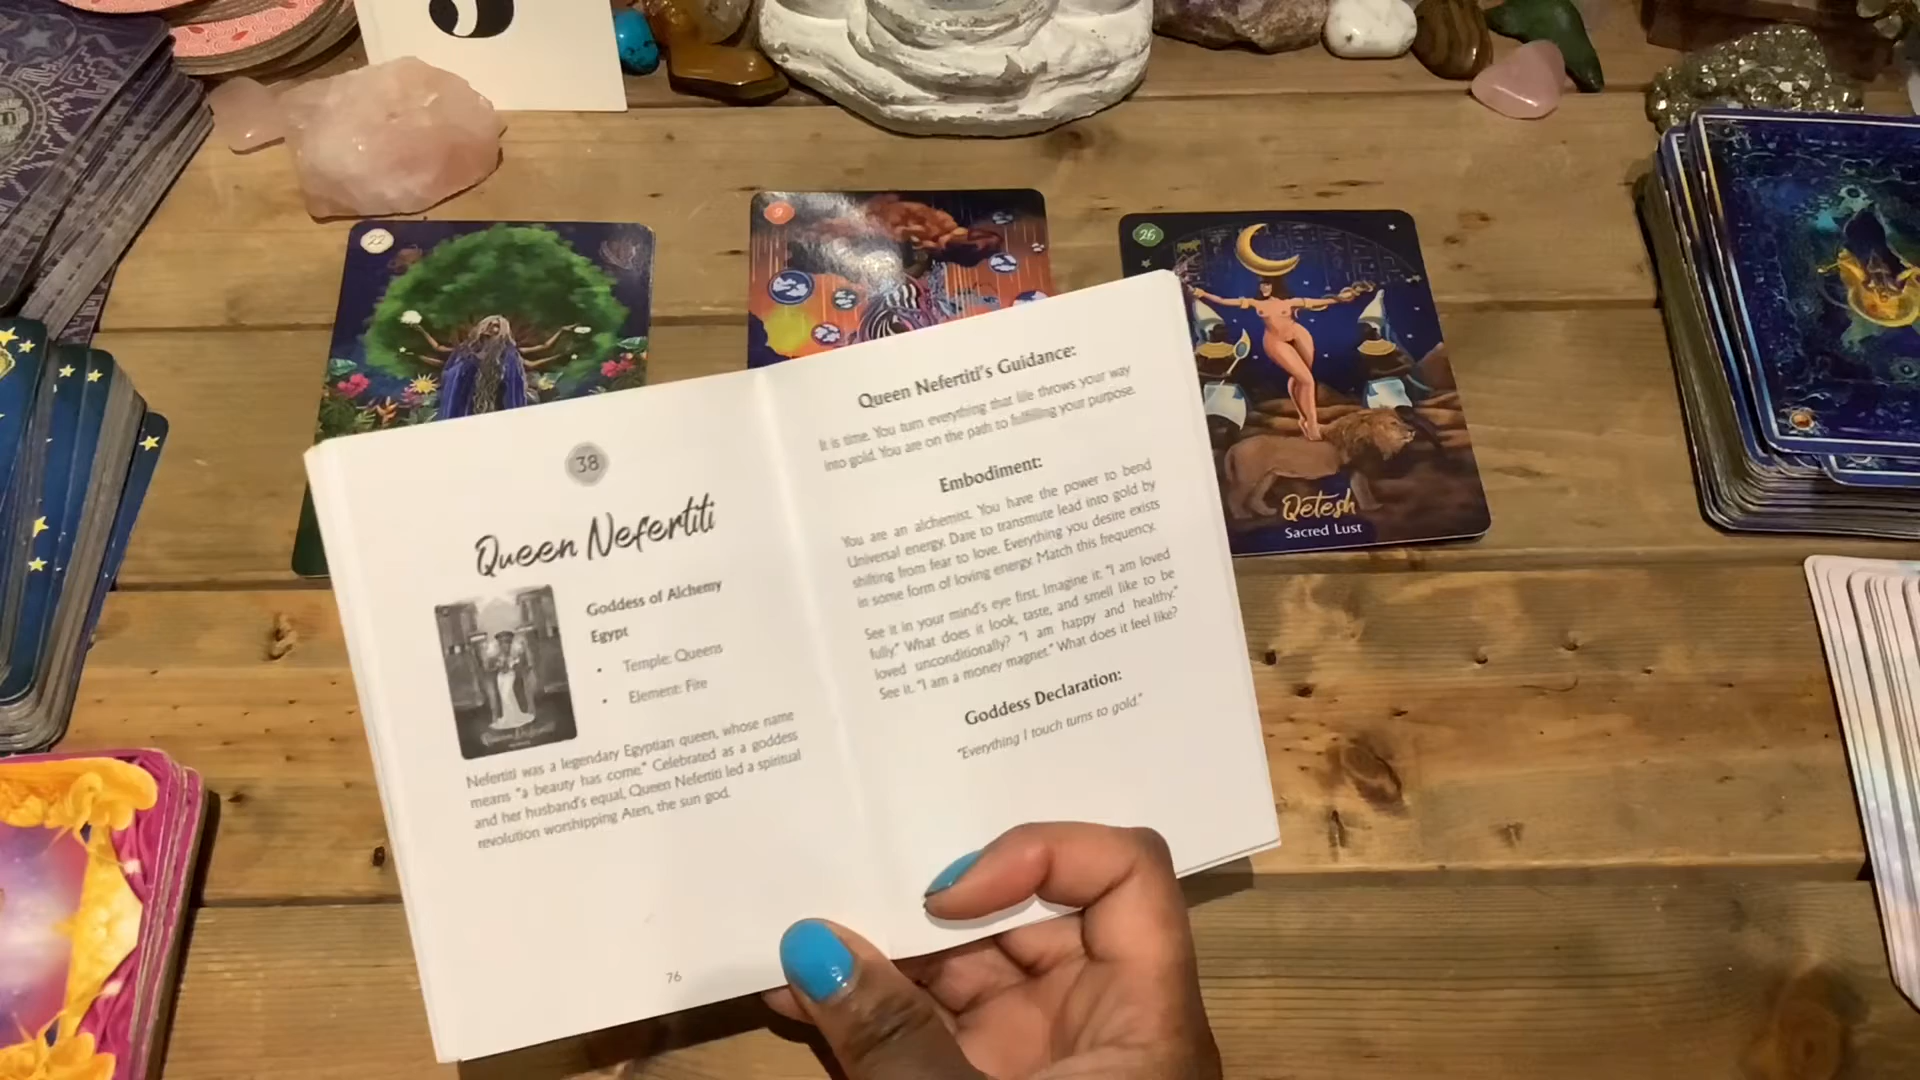 22
9
26
Qetesh
Sacred Lust
38
Queen Nefertiti
Goddess of Alchemy
Egypt
• Temple: Queens
• Element: Fire
Nefertiti was a legendary Egyptian queen, whose name
means "a beauty has come." Celebrated as a goddess
and her husband's equal, Queen Nefertiti led a spiritual
revolution worshipping Aten, the sun god.
76
Queen Nefertiti's Guidance:
It is time. You turn everything that life throws your way
into gold. You are on the path to fulfilling your purpose.
Embodiment:
You are an alchemist. You have the power to bend
Universal energy. Dare to transmute lead into gold by
shifting from fear to love. Everything you desire exists
in some form of loving energy. Match this frequency.
See it in your mind's eye first. Imagine it: "I am loved
fully." What does it look, taste, and smell like to be
loved unconditionally? "I am happy and healthy."
See it. "I am a money magnet." What does it feel like?
Goddess Declaration:
"Everything I touch turns to gold."